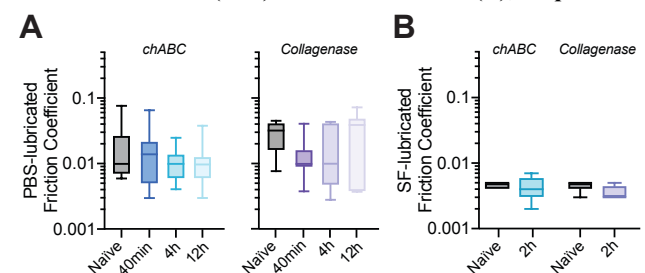 A
B
chABC
Collagenase
chABC
Collagenase
PBS-lubricated
Friction Coefficient
0.1
0.01
0.001
Naïve
40min
4h
12h
Naïve
40min
4h
12h
SF-lubricated
Friction Coefficient
0.1
0.01
0.001
Naïve
2h
Naïve
2h